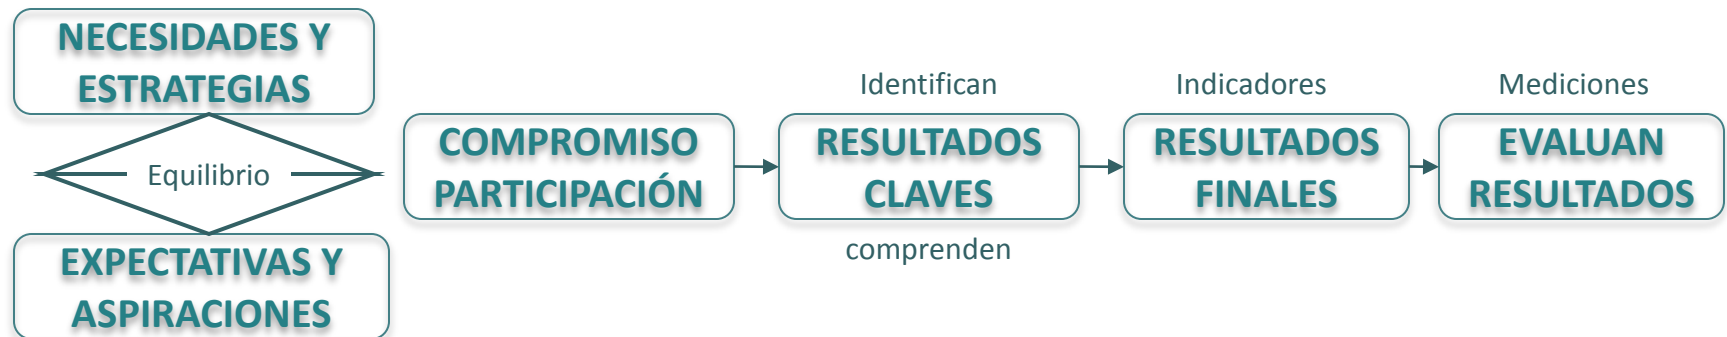 NECESIDADES Y
ESTRATEGIAS
Equilibrio
EXPECTATIVAS Y
ASPIRACIONES
COMPROMISO
PARTICIPACIÓN
Identifican
RESULTADOS
CLAVES
comprenden
Indicadores
RESULTADOS
FINALES
Mediciones
EVALUAN
RESULTADOS